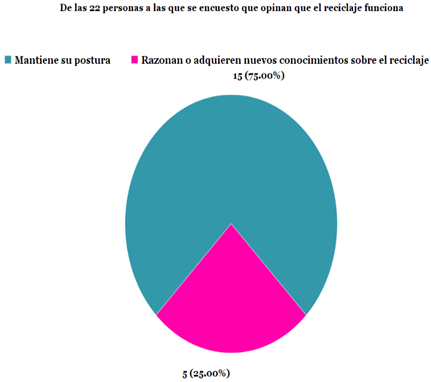 De las 22 personas a las que se encuesto que opinan que el reciclaje funciona
Mantiene su postura
Razonan o adquieren nuevos conocimientos sobre el reciclaje
15 (75.00%)
5 (25.00%)